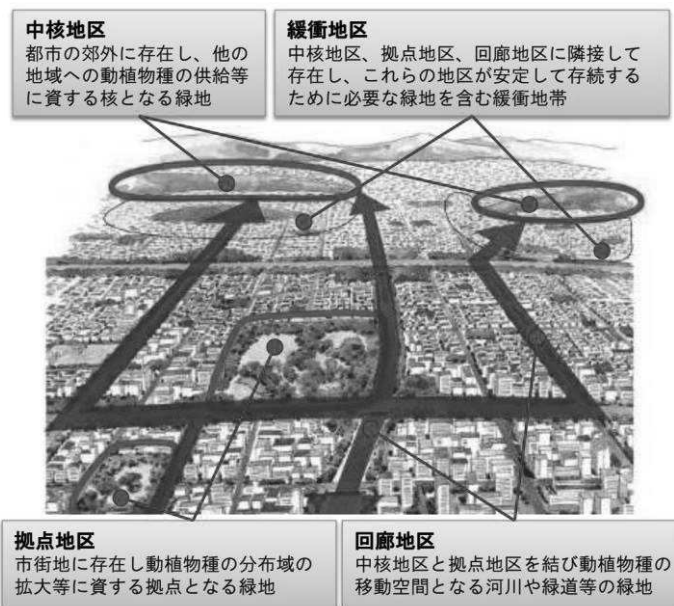 中核地区
都市の郊外に存在し、他の
地域への動植物種の供給等
に資する核となる緑地
緩衝地区
中核地区、拠点地区、回廊地区に隣接して
存在し、これらの地区が安定して存続する
ために必要な緑地を含む緩衝地帯
拠点地区
市街地に存在し動植物種の分布域の
拡大等に資する拠点となる緑地
回廊地区
中核地区と拠点地区を結び動植物種の
移動空間となる河川や緑道等の緑地